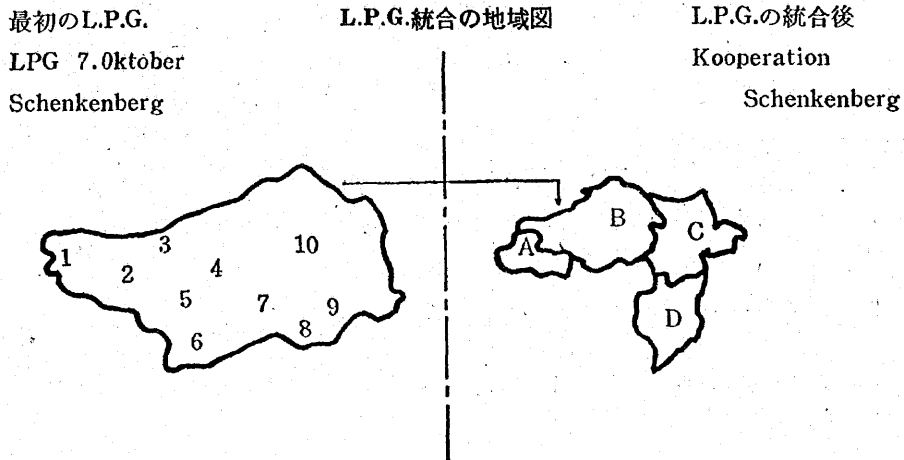 L.P.G.統合の地域図
最初のL.P.G.
LPG 7.Oktober
Schenkenberg
L.P.G.の統合後
Kooperation
Schenkenberg
1
2
3
4
5
6
7
8
9
10
A
B
C
D